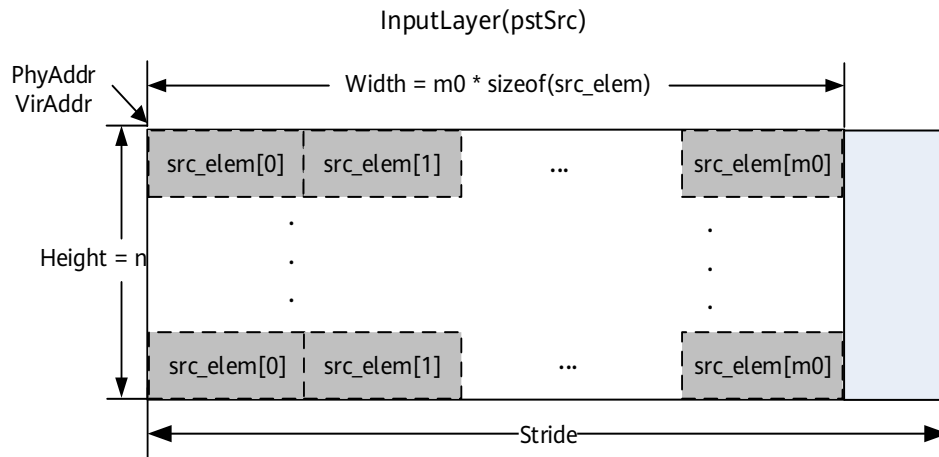 InputLayer(pstSrc)
PhyAddr
VirAddr
Width = m0 * sizeof(src_elem)
src_elem[0] src_elem[1] ... src_elem[m0]
Height = n
src_elem[0] src_elem[1] ... src_elem[m0]
Stride